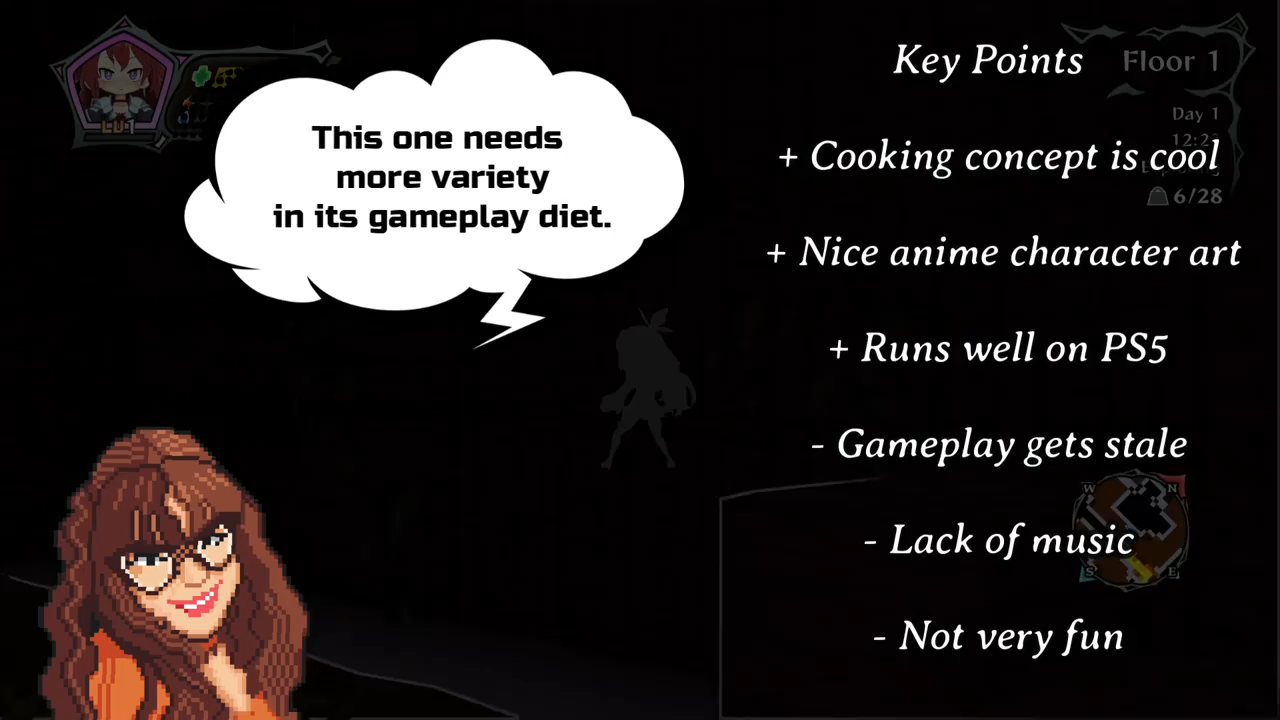 This one needs
more variety
in its gameplay diet.
Key Points
+ Cooking concept is cool
+ Nice anime character art
+ Runs well on PS5
- Gameplay gets stale
- Lack of music
- Not very fun
Floor 1
Day 1
6/28
LV1
W
N
S
E